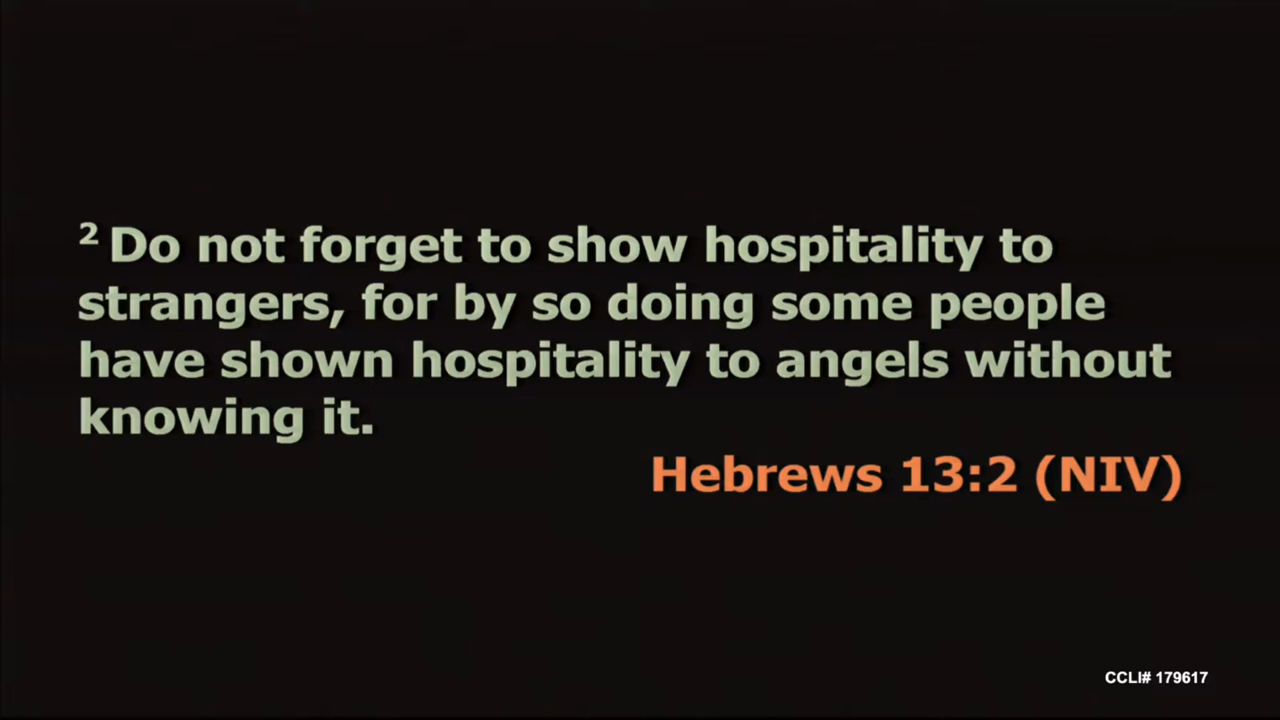 ² Do not forget to show hospitality to
strangers, for by so doing some people
have shown hospitality to angels without
knowing it.
Hebrews 13:2 (NIV)
CCLI# 179617